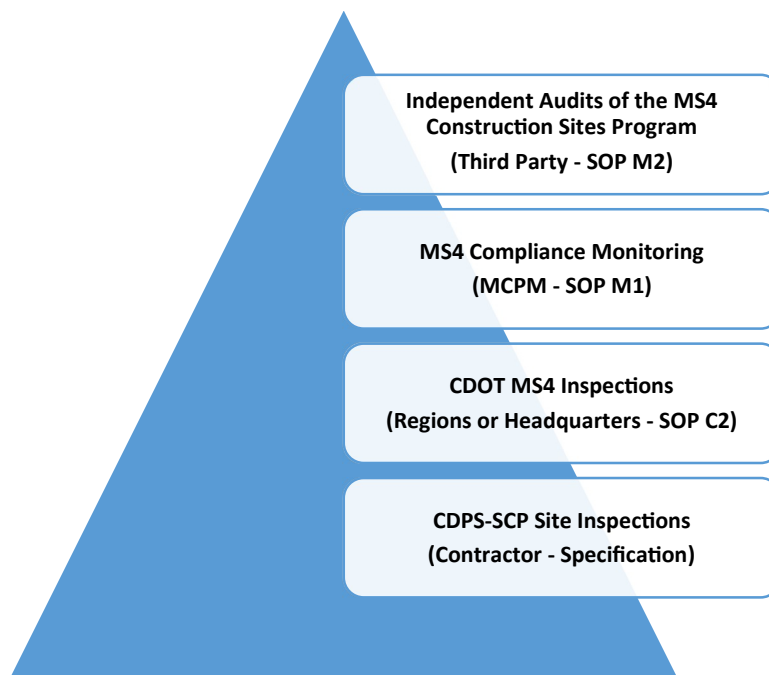 Independent Audits of the MS4
Construction Sites Program
(Third Party - SOP M2)
MS4 Compliance Monitoring
(MCPM - SOP M1)
CDOT MS4 Inspections
(Regions or Headquarters - SOP C2)
CDPS-SCP Site Inspections
(Contractor - Specification)